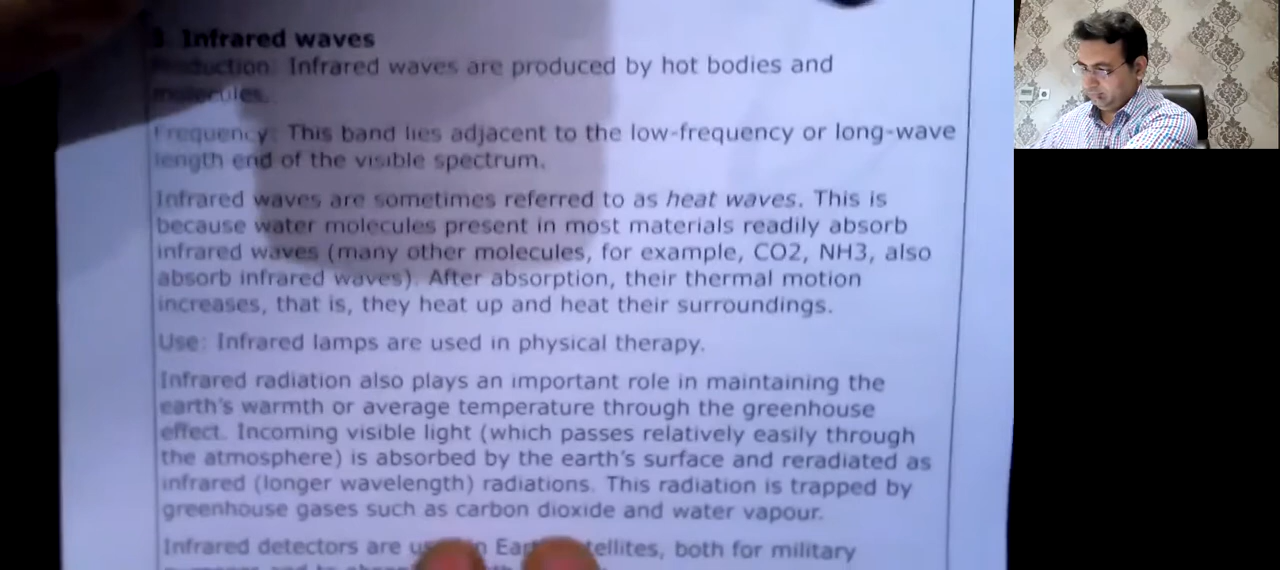 3. Infrared waves
Production: Infrared waves are produced by hot bodies and
molecules.
Frequency: This band lies adjacent to the low-frequency or long-wave
length end of the visible spectrum.
Infrared waves are sometimes referred to as heat waves. This is
because water molecules present in most materials readily absorb
infrared waves (many other molecules, for example, CO2, NH3, also
absorb infrared waves). After absorption, their thermal motion
increases, that is, they heat up and heat their surroundings.
Use: Infrared lamps are used in physical therapy.
Infrared radiation also plays an important role in maintaining the
earth's warmth or average temperature through the greenhouse
effect. Incoming visible light (which passes relatively easily through
the atmosphere) is absorbed by the earth's surface and reradiated as
infrared (longer wavelength) radiations. This radiation is trapped by
greenhouse gases such as carbon dioxide and water vapour.
Infrared detectors are both for military